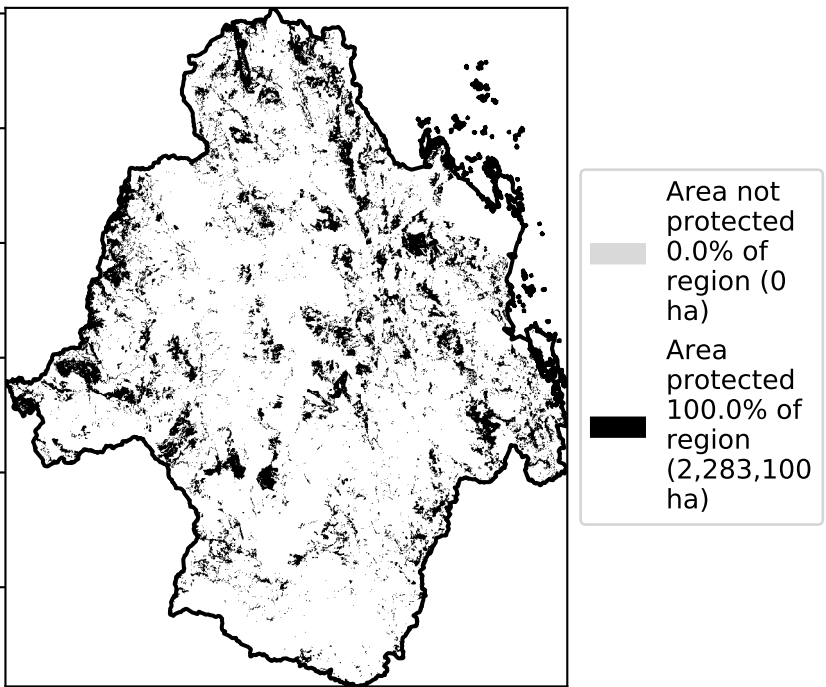 Area not
protected
0.0% of
region (0
ha)
Area
protected
100.0% of
region
(2,283,100
ha)